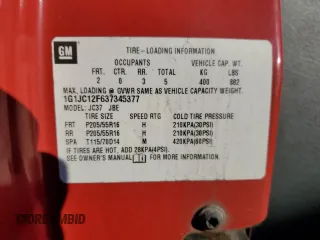 GM
TIRE-LOADING INFORMATION
OCCUPANTS VEHICLE CAP. WT.
FRT. CTR. RR. TOTAL KG LBS
2 0 3 5 400 882
MAX. LOADING @ GVWR SAME AS VEHICLE CAPACITY WEIGHT.
1G1JC12F637345377
MODEL: JC37 JBE
TIRE SIZE SPEED RTG COLD TIRE PRESSURE
FRT P205/55R16 H 210KPA(30PSI)
RR P205/55R16 H 210KPA(30PSI)
SPA T115/70D14 M 420KPA(60PSI)
IF TIRES ARE HOT, ADD 28KPA(4PSI).
SEE OWNER'S MANUAL FOR